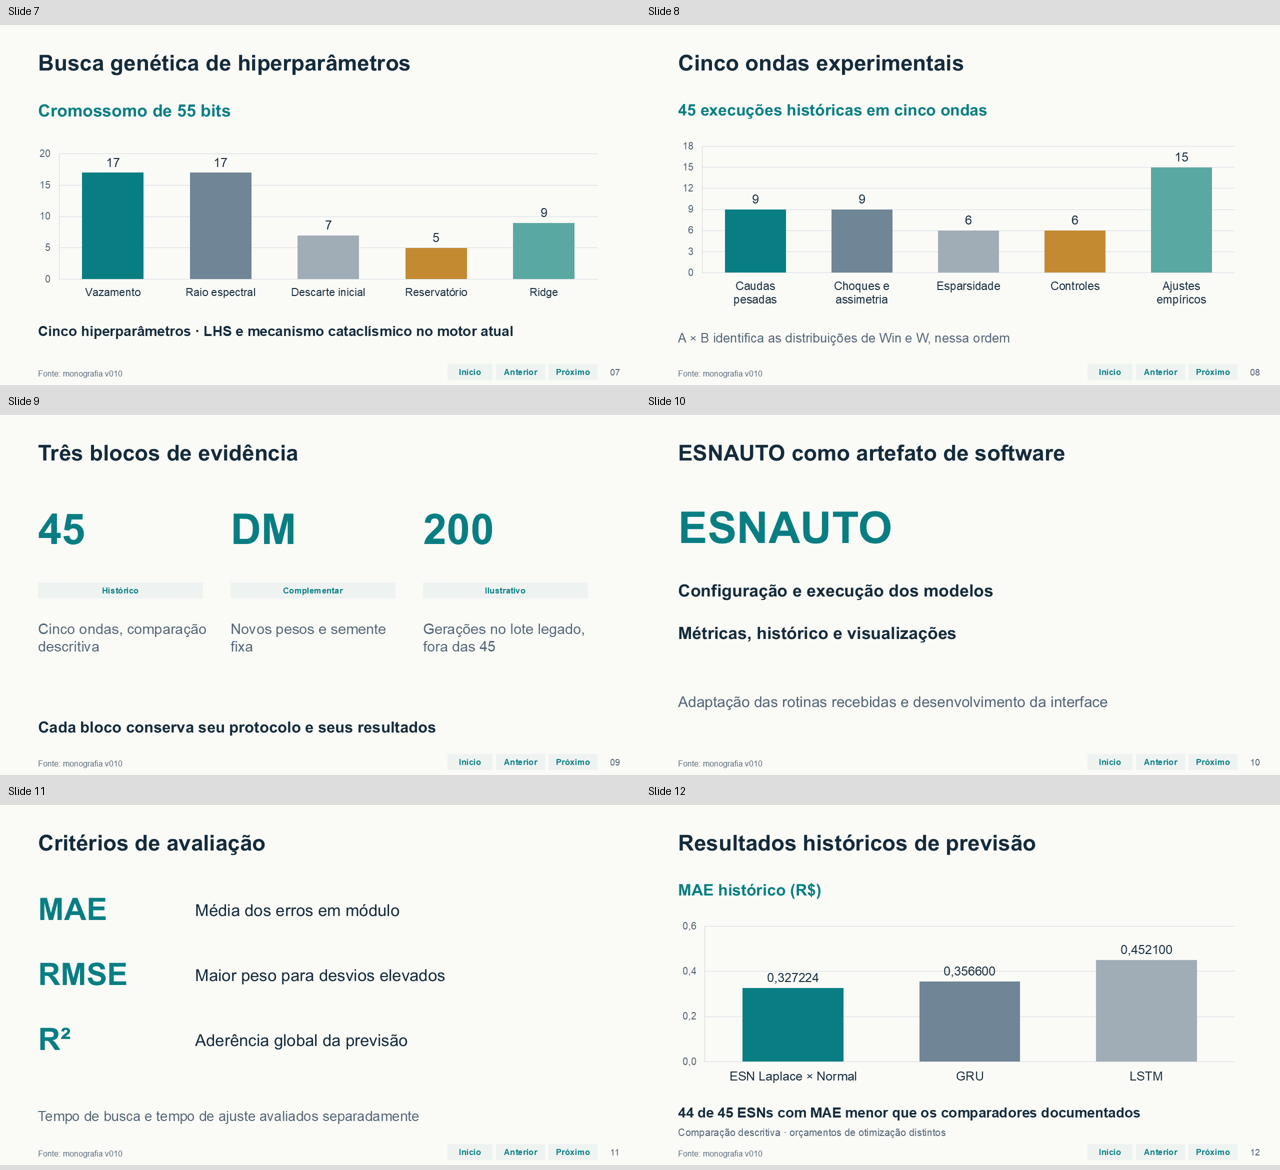 Slide 7
Busca genética de hiperparâmetros
Cromossomo de 55 bits
20
15
10
5
0
17
17
7
5
9
Vazamento
Raio espectral
Descarte inicial
Reservatório
Ridge
Cinco hiperparâmetros · LHS e mecanismo cataclísmico no motor atual
Fonte: monografia v010
Início
Anterior
Próximo
07
Slide 8
Cinco ondas experimentais
45 execuções históricas em cinco ondas
18
15
12
9
6
3
0
9
9
6
6
15
Caudas
pesadas
Choques e
assimetria
Esparsidade
Controles
Ajustes
empíricos
A × B identifica as distribuições de Win e W, nessa ordem
Fonte: monografia v010
Início
Anterior
Próximo
08
Slide 9
Três blocos de evidência
45
DM
200
Histórico
Complementar
Ilustrativo
Cinco ondas, comparação
descritiva
Novos pesos e semente
fixa
Gerações no lote legado,
fora das 45
Cada bloco conserva seu protocolo e seus resultados
Fonte: monografia v010
Início
Anterior
Próximo
09
Slide 10
ESNAUTO como artefato de software
ESNAUTO
Configuração e execução dos modelos
Métricas, histórico e visualizações
Adaptação das rotinas recebidas e desenvolvimento da interface
Fonte: monografia v010
Início
Anterior
Próximo
10
Slide 11
Critérios de avaliação
MAE
Média dos erros em módulo
RMSE
Maior peso para desvios elevados
R²
Aderência global da previsão
Tempo de busca e tempo de ajuste avaliados separadamente
Fonte: monografia v010
Início
Anterior
Próximo
11
Slide 12
Resultados históricos de previsão
MAE histórico (R$)
0,6
0,4
0,2
0,0
0,327224
0,356600
0,452100
ESN Laplace × Normal
GRU
LSTM
44 de 45 ESNs com MAE menor que os comparadores documentados
Comparação descritiva · orçamentos de otimização distintos
Fonte: monografia v010
Início
Anterior
Próximo
12